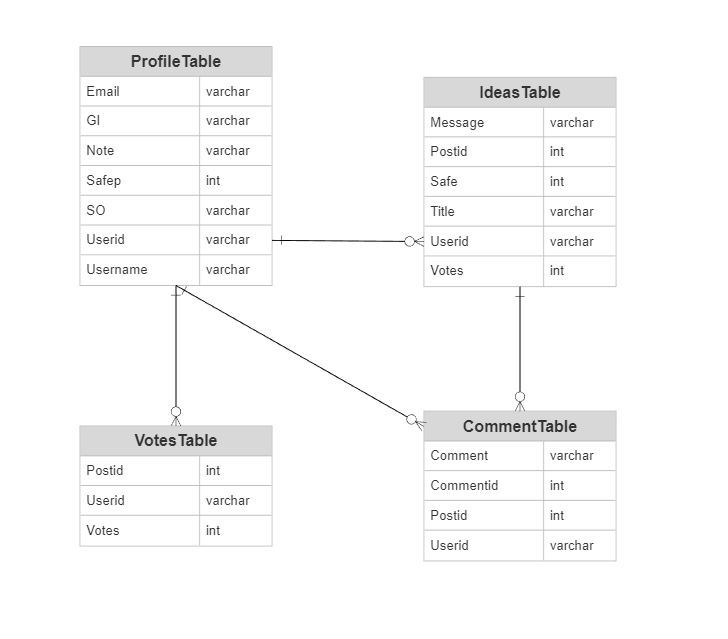 ProfileTable
Email varchar
GI varchar
Note varchar
Safep int
SO varchar
Userid varchar
Username varchar
IdeasTable
Message varchar
Postid int
Safe int
Title varchar
Userid varchar
Votes int
VotesTable
Postid int
Userid varchar
Votes int
CommentTable
Comment varchar
Commentid int
Postid int
Userid varchar